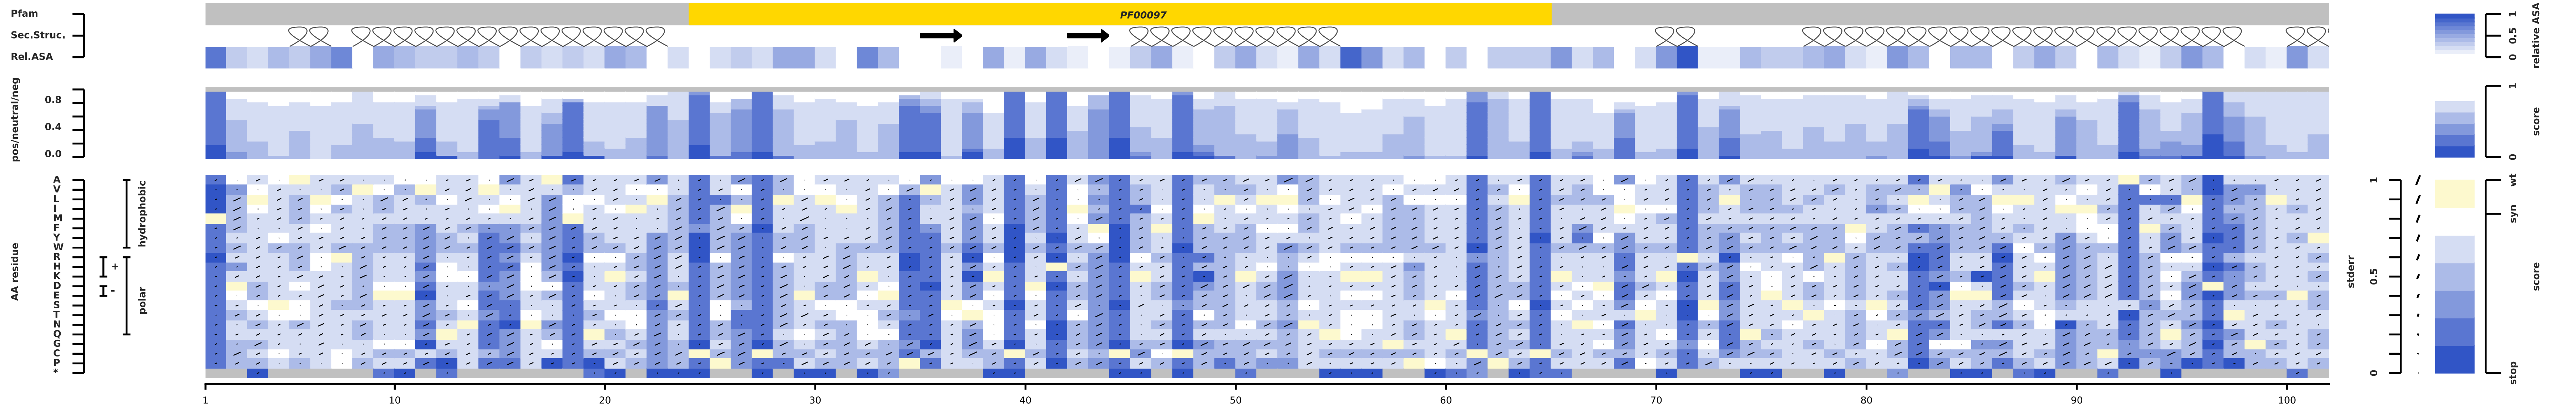 Pfam
PF00097
Sec.Struc.
Rel.ASA
relative ASA
0 0.5 1
pos/neutral/neg
0.8
0.4
0.0
score
0 1
AA residue
A
V
L
I
M
F
Y
W
R
H
K
D
E
S
T
N
Q
G
C
P
*
hydrophobic
polar
+
-
stderr
0 0.5 1
stop syn wt
score
1 10 20 30 40 50 60 70 80 90 100